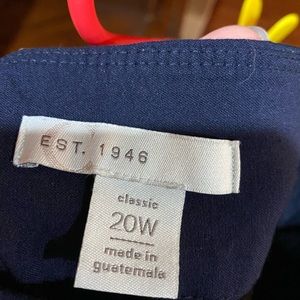 EST. 1946
classic
20W
made in
guatemala